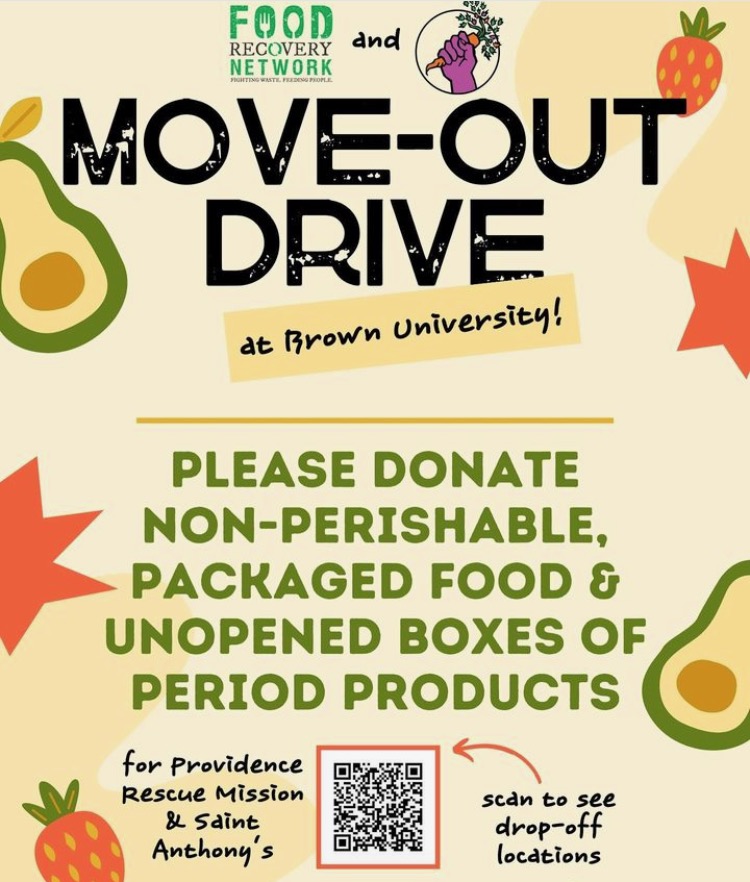 FOOD
RECOVERY
NETWORK
FIGHTING WASTE. FEEDING PEOPLE.
and
MOVE-OUT
DRIVE
at Brown University!
PLEASE DONATE
NON-PERISHABLE,
PACKAGED FOOD &
UNOPENED BOXES OF
PERIOD PRODUCTS
for Providence
Rescue Mission
& Saint
Anthony's
scan to see
drop-off
locations